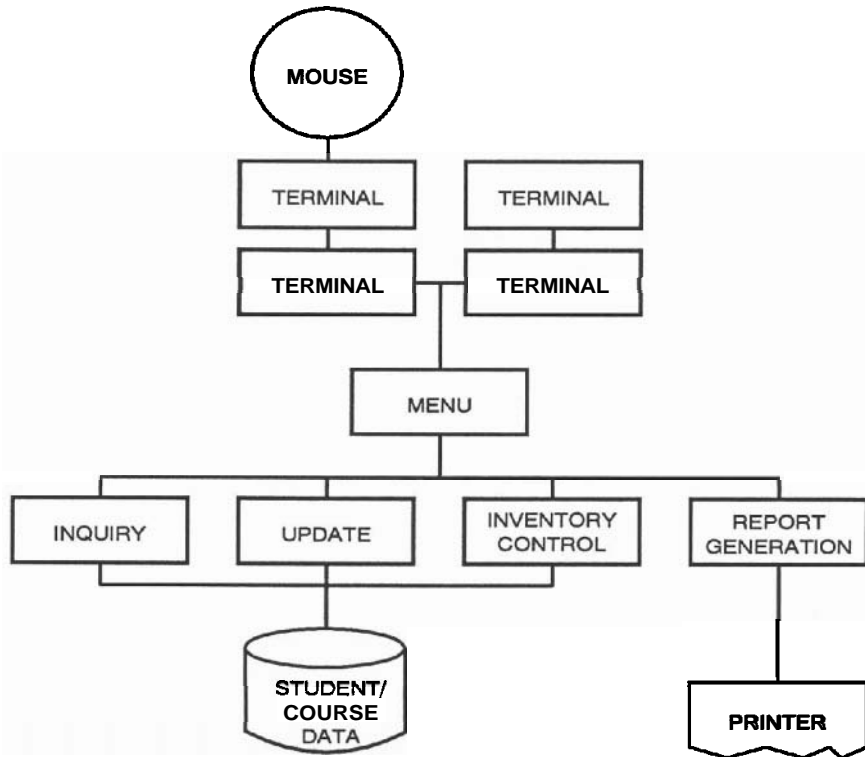 MOUSE
TERMINAL
TERMINAL
TERMINAL
TERMINAL
MENU
INQUIRY
UPDATE
INVENTORY
CONTROL
REPORT
GENERATION
STUDENT/
COURSE
DATA
PRINTER